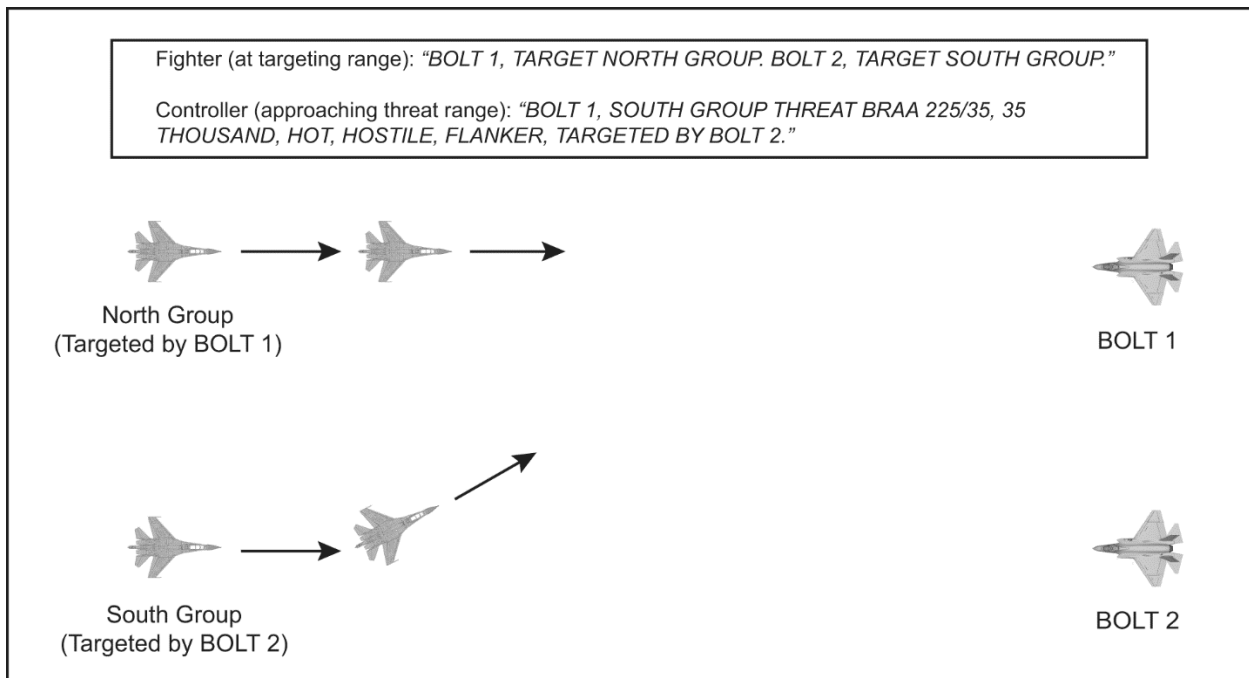 Fighter (at targeting range): “BOLT 1, TARGET NORTH GROUP. BOLT 2, TARGET SOUTH GROUP.”
Controller (approaching threat range): “BOLT 1, SOUTH GROUP THREAT BRAA 225/35, 35
THOUSAND, HOT, HOSTILE, FLANKER, TARGETED BY BOLT 2.”
North Group
(Targeted by BOLT 1)
BOLT 1
South Group
(Targeted by BOLT 2)
BOLT 2